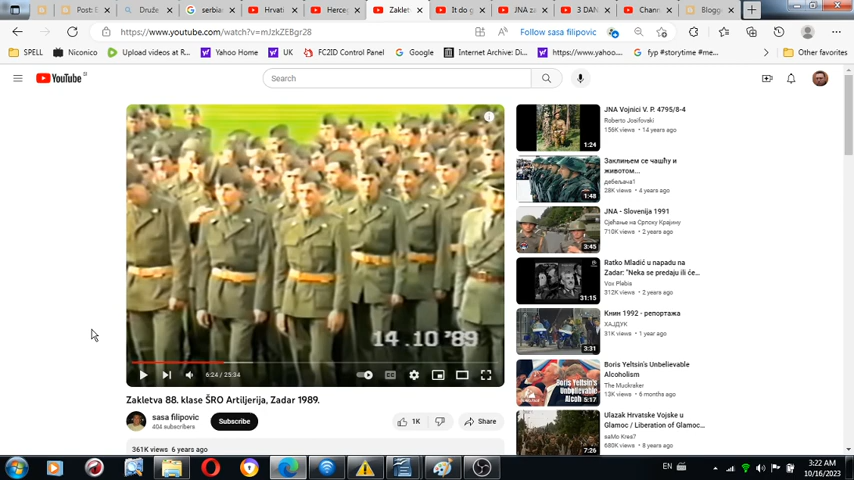 Post: E
Druže
serbia
Hrvati
Herceg
Zaklet
It do g
JNA za
3 DAN
Chann
Blogg
https://www.youtube.com/watch?v=mJzkZEBgr28
Follow sasa filipovic
SPELL
Niconico
Upload videos at R...
Yahoo Home
UK
FCZID Control Panel
Google
Internet Archive: Di...
https://www.yahoo....
fyp #storytime #me...
Other favorites
YouTube
Search
14.10'89
6:24 / 25:34
Zakletva 88. klase ŠRO Artiljerija, Zadar 1989.
sasa filipovic
404 subscribers
Subscribe
1K
Share
361K views 6 years ago
JNA Vojnici V. P. 4795/8-4
Roberto Josifovski
156K views • 14 years ago
1:24
Заклињем се чашћу и
животом...
дебељача1
28K views • 4 years ago
1:48
JNA - Slovenija 1991
Сјећање на Српску Крајину
710K views • 2 years ago
3:45
Ratko Mladić u napadu na
Zadar: "Neka se predaju ili će...
Vox Plebis
312K views • 2 years ago
31:15
Книн 1992 - репортажа
ХАЈДУК
31K views • 1 year ago
3:31
Boris Yeltsin's Unbelievable
Alcoholism
The Muckraker
13K views • 6 months ago
Boris Yeltsin's
Unbelievable
Alcoh
5:17
Ulazak Hrvatske Vojske u
Glamoc / Liberation of Glamoc...
saMo Krea7
680K views • 8 years ago
7:26
EN
3:22 AM
10/16/2023